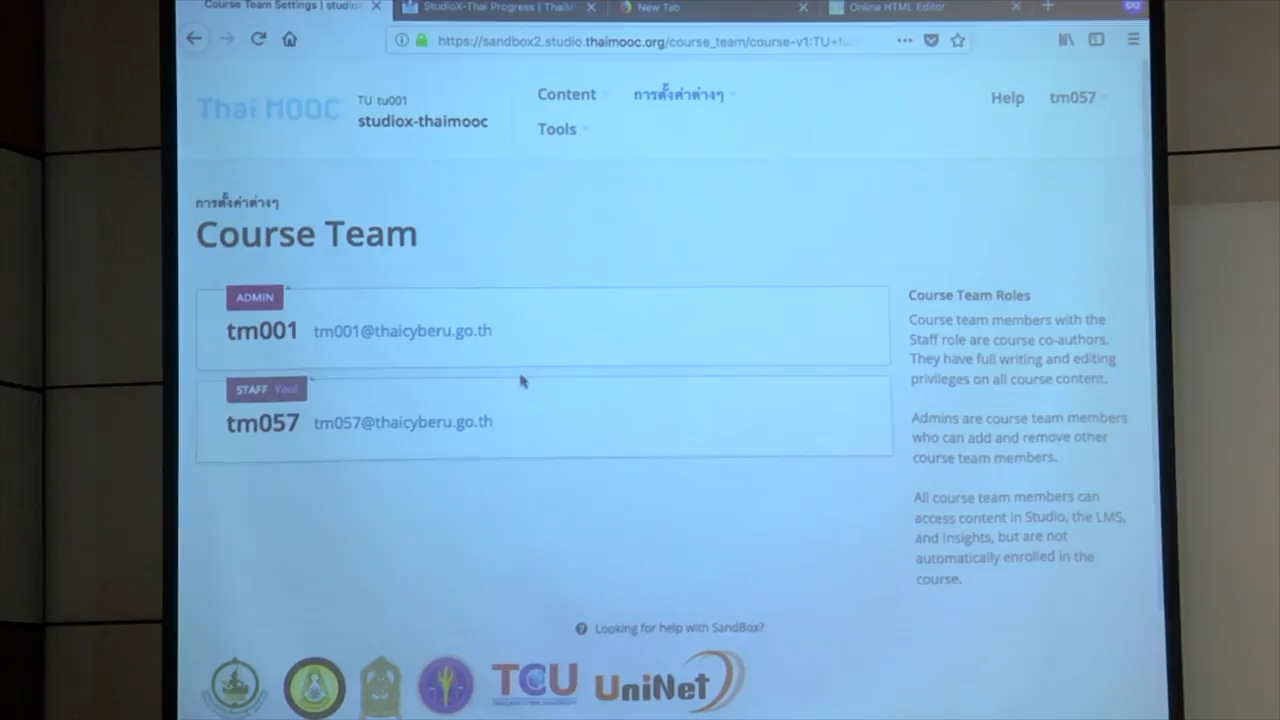 Course Team Settings | studio
StudioX-Thai Progress | ThaiM
New Tab
Online HTML Editor
https://sandbox2.studio.thaimooc.org/course_team/course-v1:TU+tu
Thai MOOC
TU tu001
studiox-thaimooc
Content
การตั้งค่าต่างๆ
Tools
Help
tm057
การตั้งค่าต่างๆ
Course Team
ADMIN
tm001 tm001@thaicyberu.go.th
STAFF You!
tm057 tm057@thaicyberu.go.th
Course Team Roles
Course team members with the
Staff role are course co-authors.
They have full writing and editing
privileges on all course content.
Admins are course team members
who can add and remove other
course team members.
All course team members can
access content in Studio, the LMS,
and Insights, but are not
automatically enrolled in the
course.
Looking for help with SandBox?
TCU
UniNet